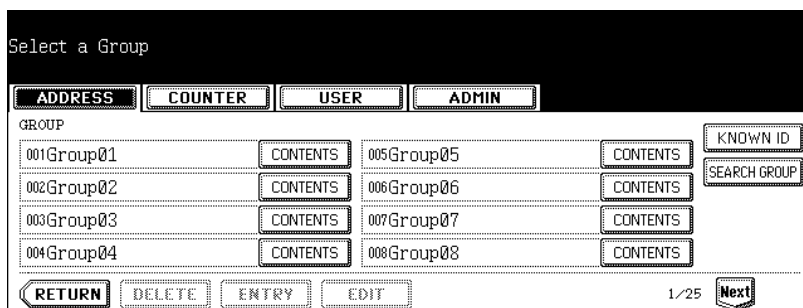 Select a Group
ADDRESS COUNTER USER ADMIN
GROUP
KNOWN ID
001Group01 CONTENTS 005Group05 CONTENTS
SEARCH GROUP
002Group02 CONTENTS 006Group06 CONTENTS
003Group03 CONTENTS 007Group07 CONTENTS
004Group04 CONTENTS 008Group08 CONTENTS
RETURN DELETE ENTRY EDIT 1/25 Next